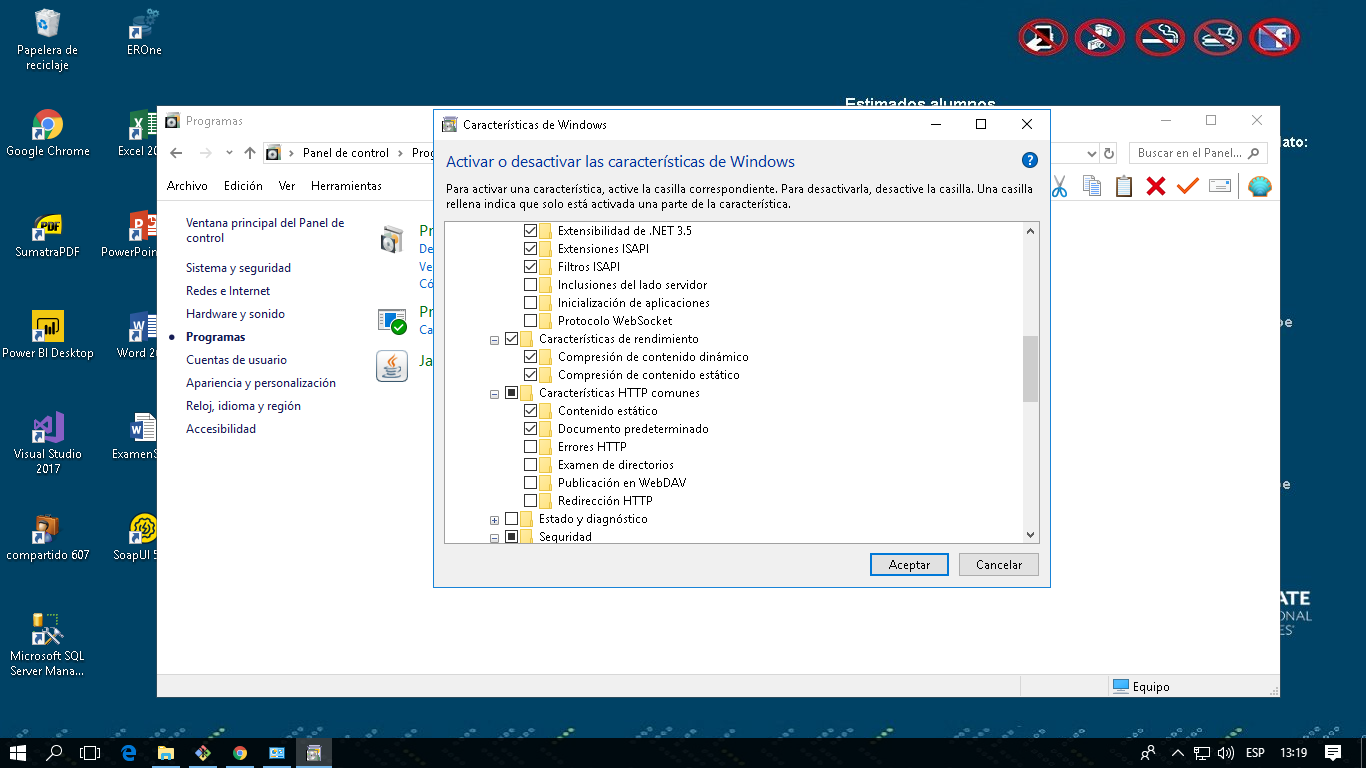 Papelera de
reciclaje
EROne
Google Chrome
Excel 20
SumatraPDF
PowerPoin
Power BI Desktop
Word 20
Visual Studio
2017
ExamenS
compartido 607
SoapUI 5
Microsoft SQL
Server Mana...
Estimados alumnos
lato:
Programas
Panel de control
Prog
Buscar en el Panel...
Archivo
Edición
Ver
Herramientas
Ventana principal del Panel de
control
Sistema y seguridad
Redes e Internet
Hardware y sonido
Programas
Cuentas de usuario
Apariencia y personalización
Reloj, idioma y región
Accesibilidad
Pr
De
Ve
Có
Pr
Ca
Ja
Características de Windows
Activar o desactivar las características de Windows
Para activar una característica, active la casilla correspondiente. Para desactivarla, desactive la casilla. Una casilla
rellena indica que solo está activada una parte de la característica.
Extensibilidad de .NET 3.5
Extensiones ISAPI
Filtros ISAPI
Inclusiones del lado servidor
Inicialización de aplicaciones
Protocolo WebSocket
Características de rendimiento
Compresión de contenido dinámico
Compresión de contenido estático
Características HTTP comunes
Contenido estático
Documento predeterminado
Errores HTTP
Examen de directorios
Publicación en WebDAV
Redirección HTTP
Estado y diagnóstico
Seguridad
Aceptar
Cancelar
pe
pe
ATE
ONAL
ES
Equipo
ESP
13:19